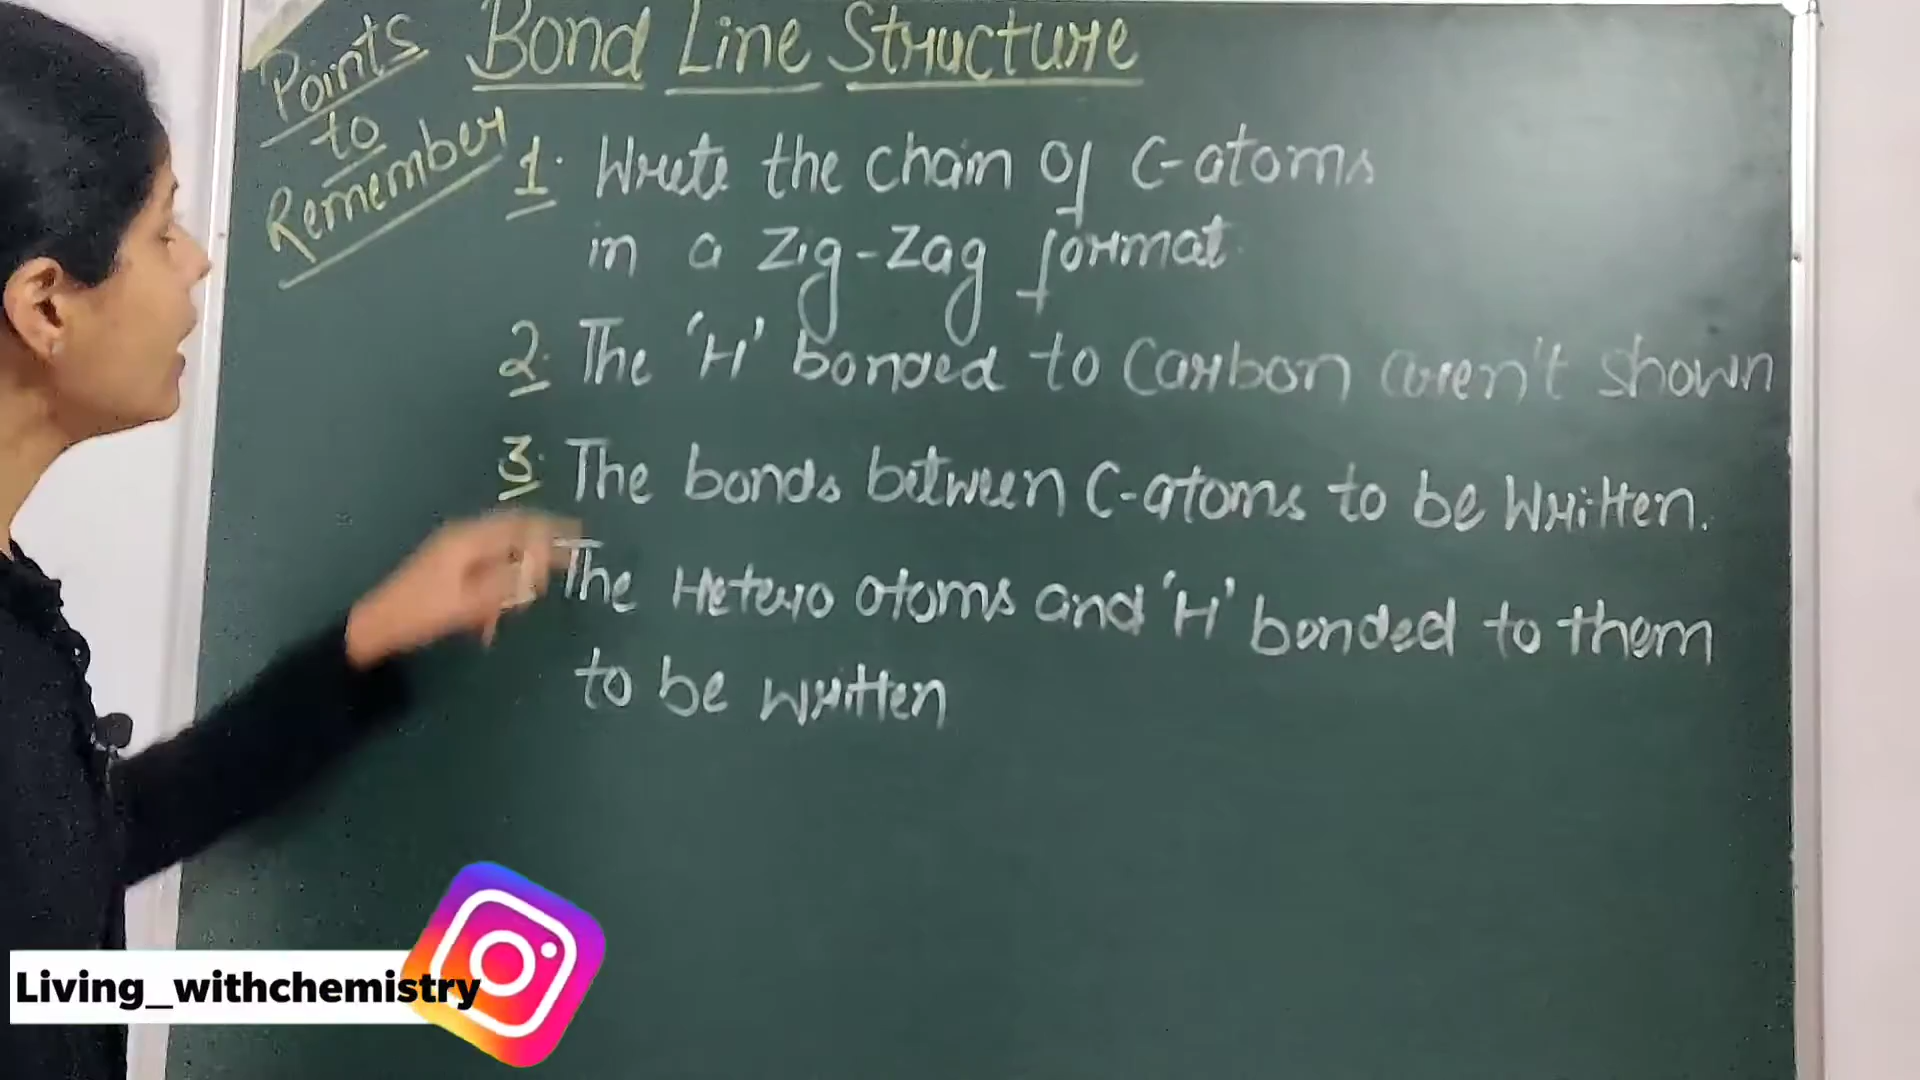 Points
to
Remember
Bond Line Structure
1. Write the chain of C-atoms
in a zig-zag format
2. The 'H' bonded to Carbon aren't shown
3. The bonds between C-atoms to be Written.
The Hetero atoms and 'H' bonded to them
to be written
Living_withchemistry